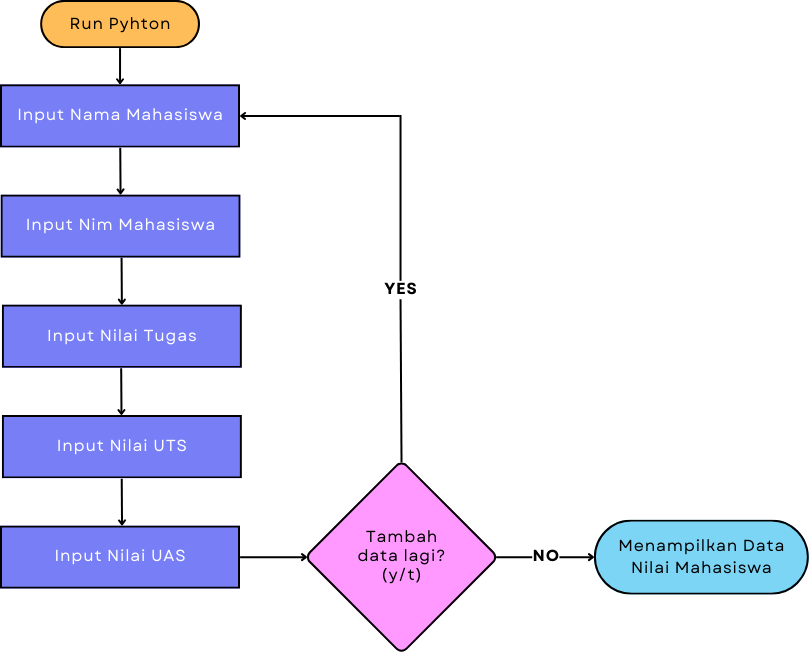 Run Pyhton
Input Nama Mahasiswa
Input Nim Mahasiswa
YES
Input Nilai Tugas
Input Nilai UTS
Input Nilai UAS
Tambah
data lagi?
(y/t)
NO
Menampilkan Data
Nilai Mahasiswa